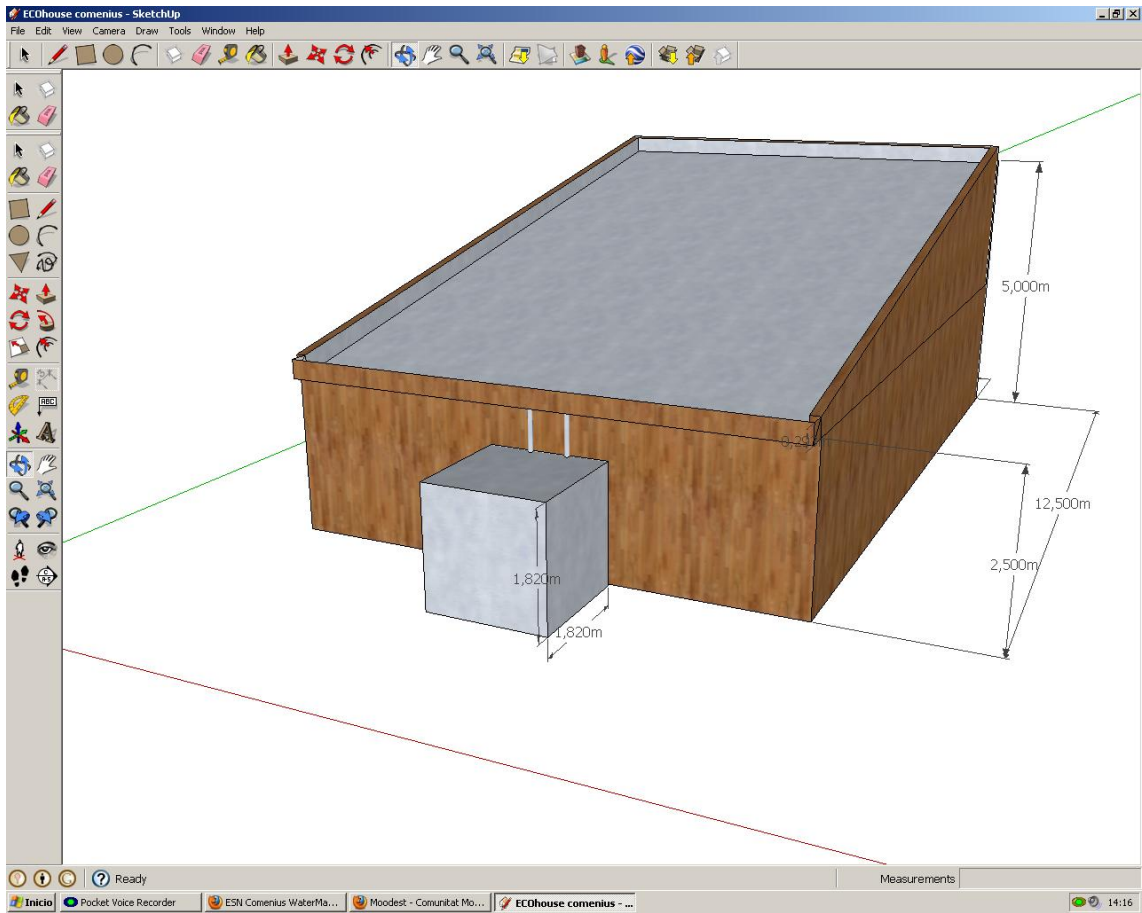 ECOhouse comenius - SketchUp
File Edit View Camera Draw Tools Window Help
ABC
5,000m
12,500m
2,500m
1,820m
1,820m
Ready
Measurements
Inicio Pocket Voice Recorder ESN Comenius WaterMa... Moodest - Comunitat Mo... ECOhouse comenius - ... 14:16